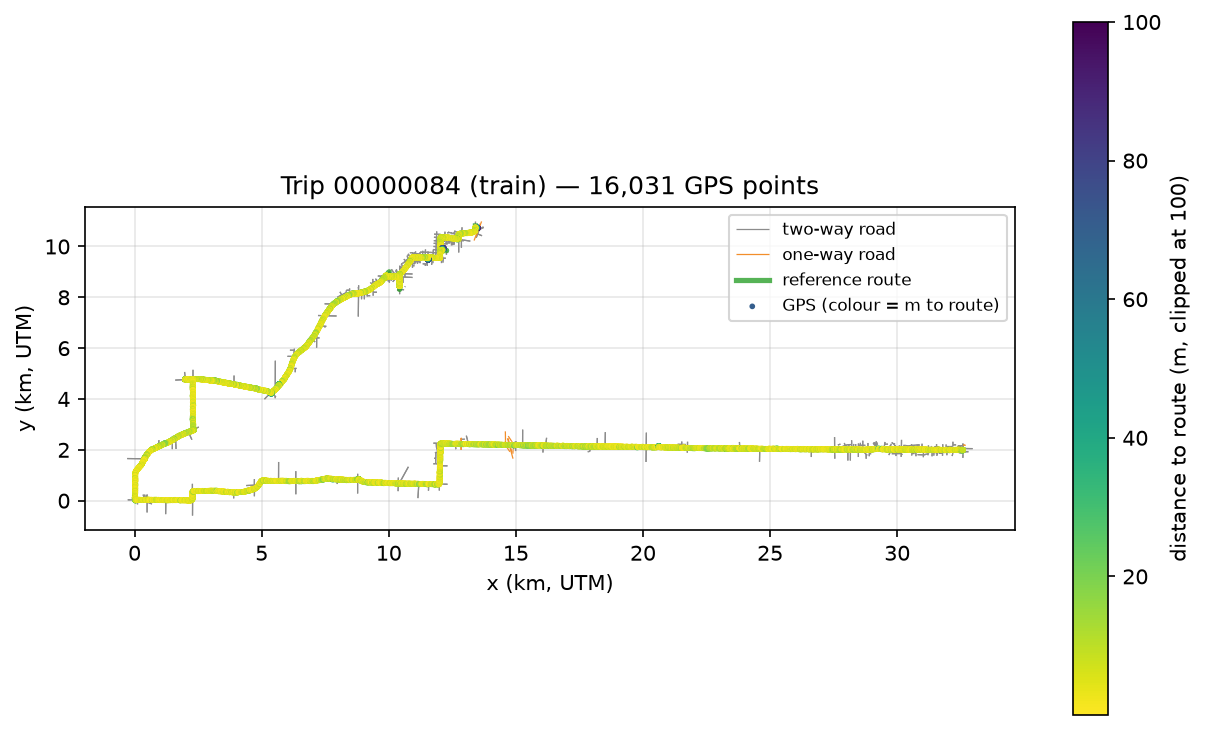 Trip 00000084 (train) — 16,031 GPS points
two-way road
one-way road
reference route
GPS (colour = m to route)
10
8
6
4
2
0
y (km, UTM)
0
5
10
15
20
25
30
x (km, UTM)
100
80
60
40
20
distance to route (m, clipped at 100)